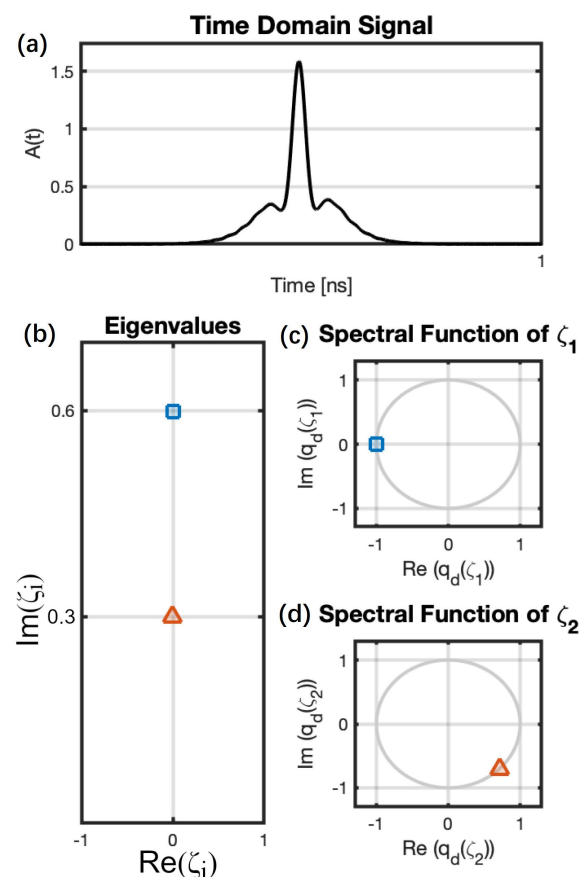 (a)
Time Domain Signal
1.5
1
0.5
0
A(t)
1
Time [ns]
(b)
Eigenvalues
0.6
0.3
Im(ζi)
-1 0 1
Re(ζi)
(c) Spectral Function of ζ1
1
0
-1
Im (qd(ζ1))
-1 0 1
Re (qd(ζ1))
(d) Spectral Function of ζ2
1
0
-1
Im (qd(ζ2))
-1 0 1
Re (qd(ζ2))